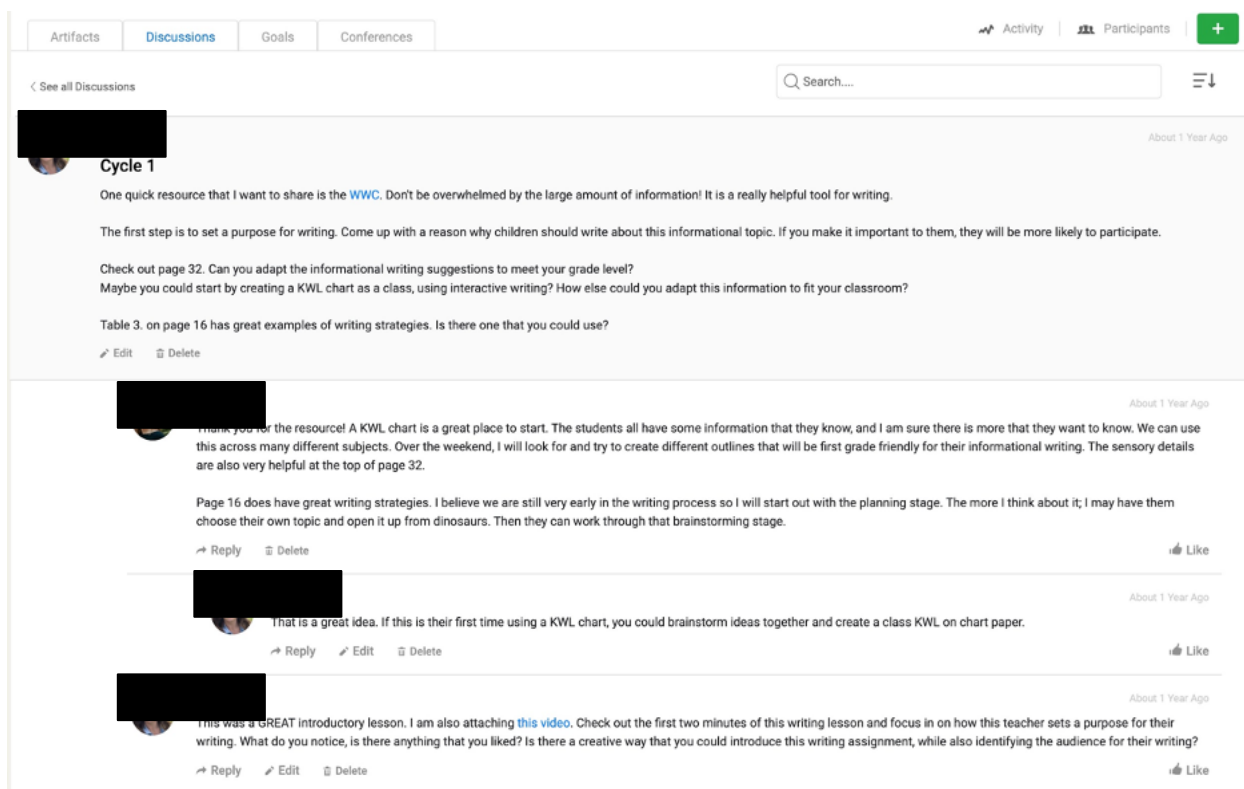 Artifacts
Discussions
Goals
Conferences
Activity
Participants
+
< See all Discussions
Search....
About 1 Year Ago
Cycle 1
One quick resource that I want to share is the WWC. Don't be overwhelmed by the large amount of information! It is a really helpful tool for writing.
The first step is to set a purpose for writing. Come up with a reason why children should write about this informational topic. If you make it important to them, they will be more likely to participate.
Check out page 32. Can you adapt the informational writing suggestions to meet your grade level?
Maybe you could start by creating a KWL chart as a class, using interactive writing? How else could you adapt this information to fit your classroom?
Table 3. on page 16 has great examples of writing strategies. Is there one that you could use?
Edit Delete
About 1 Year Ago
Thank you for the resource! A KWL chart is a great place to start. The students all have some information that they know, and I am sure there is more that they want to know. We can use
this across many different subjects. Over the weekend, I will look for and try to create different outlines that will be first grade friendly for their informational writing. The sensory details
are also very helpful at the top of page 32.
Page 16 does have great writing strategies. I believe we are still very early in the writing process so I will start out with the planning stage. The more I think about it; I may have them
choose their own topic and open it up from dinosaurs. Then they can work through that brainstorming stage.
Reply Delete Like
About 1 Year Ago
That is a great idea. If this is their first time using a KWL chart, you could brainstorm ideas together and create a class KWL on chart paper.
Reply Edit Delete Like
About 1 Year Ago
This was a GREAT introductory lesson. I am also attaching this video. Check out the first two minutes of this writing lesson and focus in on how this teacher sets a purpose for their
writing. What do you notice, is there anything that you liked? Is there a creative way that you could introduce this writing assignment, while also identifying the audience for their writing?
Reply Edit Delete Like